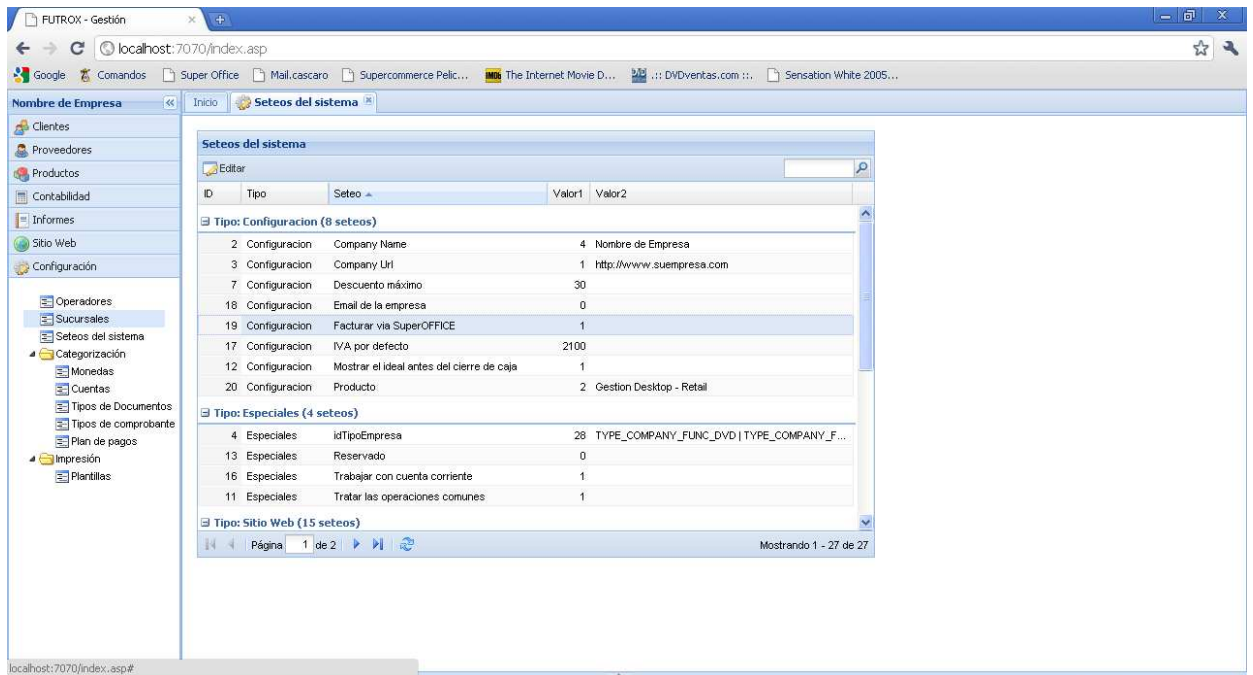 FUTROX - Gestión
localhost:7070/index.asp
Google Comandos Super Office Mail.cascaro Supercommerce Pelic... IMDb The Internet Movie D... .:: DVDventas.com ::. Sensation White 2005...
Nombre de Empresa
Inicio Seteos del sistema
Clientes
Proveedores
Productos
Contabilidad
Informes
Sitio Web
Configuración
Operadores
Sucursales
Seteos del sistema
Categorización
Monedas
Cuentas
Tipos de Documentos
Tipos de comprobante
Plan de pagos
Impresión
Plantillas
Seteos del sistema
Editar
ID Tipo Seteo Valor1 Valor2
Tipo: Configuracion (8 seteos)
2 Configuracion Company Name 4 Nombre de Empresa
3 Configuracion Company Url 1 http://www.suempresa.com
7 Configuracion Descuento máximo 30
18 Configuracion Email de la empresa 0
19 Configuracion Facturar via SuperOFFICE 1
17 Configuracion IVA por defecto 2100
12 Configuracion Mostrar el ideal antes del cierre de caja 1
20 Configuracion Producto 2 Gestion Desktop - Retail
Tipo: Especiales (4 seteos)
4 Especiales idTipoEmpresa 28 TYPE_COMPANY_FUNC_DVD | TYPE_COMPANY_F...
13 Especiales Reservado 0
16 Especiales Trabajar con cuenta corriente 1
11 Especiales Tratar las operaciones comunes 1
Tipo: Sitio Web (15 seteos)
Página 1 de 2 Mostrando 1 - 27 de 27
localhost:7070/index.asp#